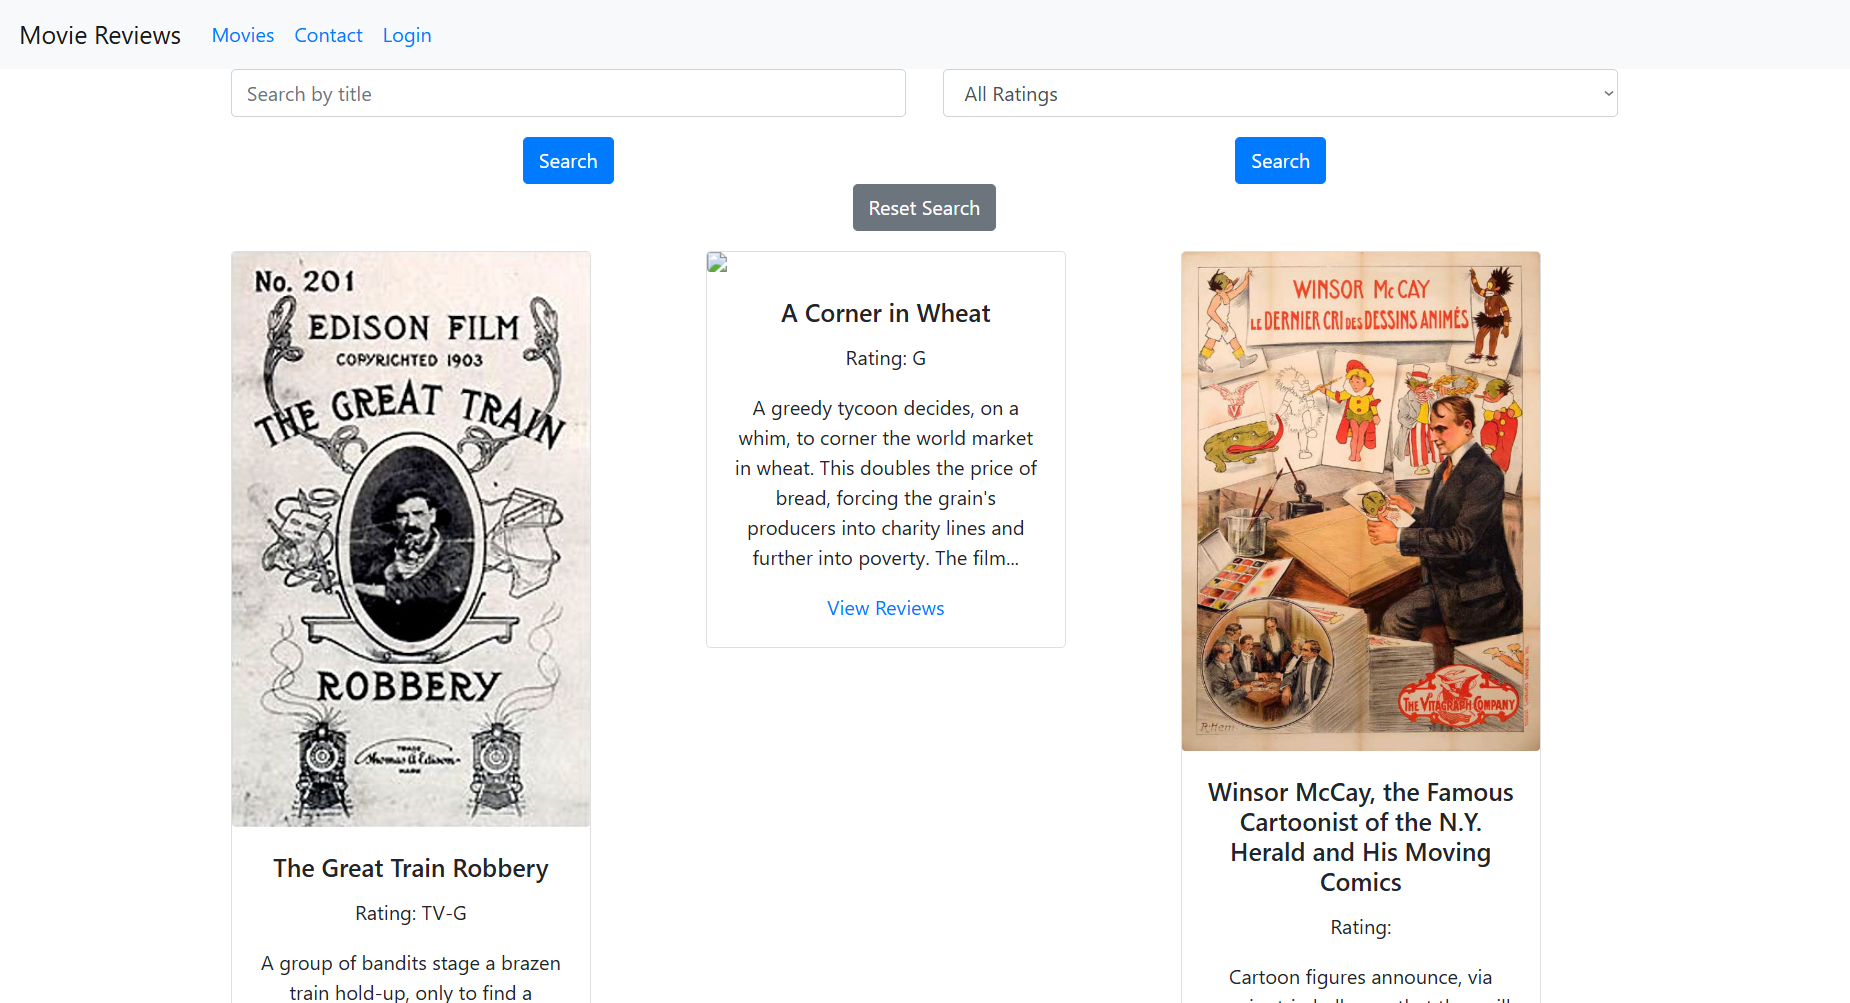 Movie Reviews
Movies
Contact
Login
Search by title
All Ratings
Search
Search
Reset Search
No. 201
EDISON FILM
COPYRICHTED 1903
THE GREAT TRAIN
ROBBERY
TRADE
Thomas A Edison
MARK
The Great Train Robbery
Rating: TV-G
A group of bandits stage a brazen
train hold-up, only to find a
A Corner in Wheat
Rating: G
A greedy tycoon decides, on a
whim, to corner the world market
in wheat. This doubles the price of
bread, forcing the grain's
producers into charity lines and
further into poverty. The film...
View Reviews
WINSOR McCAY
LE DERNIER CRI DES DESSINS ANIMÉS
THE VITAGRAPH COMPANY
Winsor McCay, the Famous
Cartoonist of the N.Y.
Herald and His Moving
Comics
Rating:
Cartoon figures announce, via